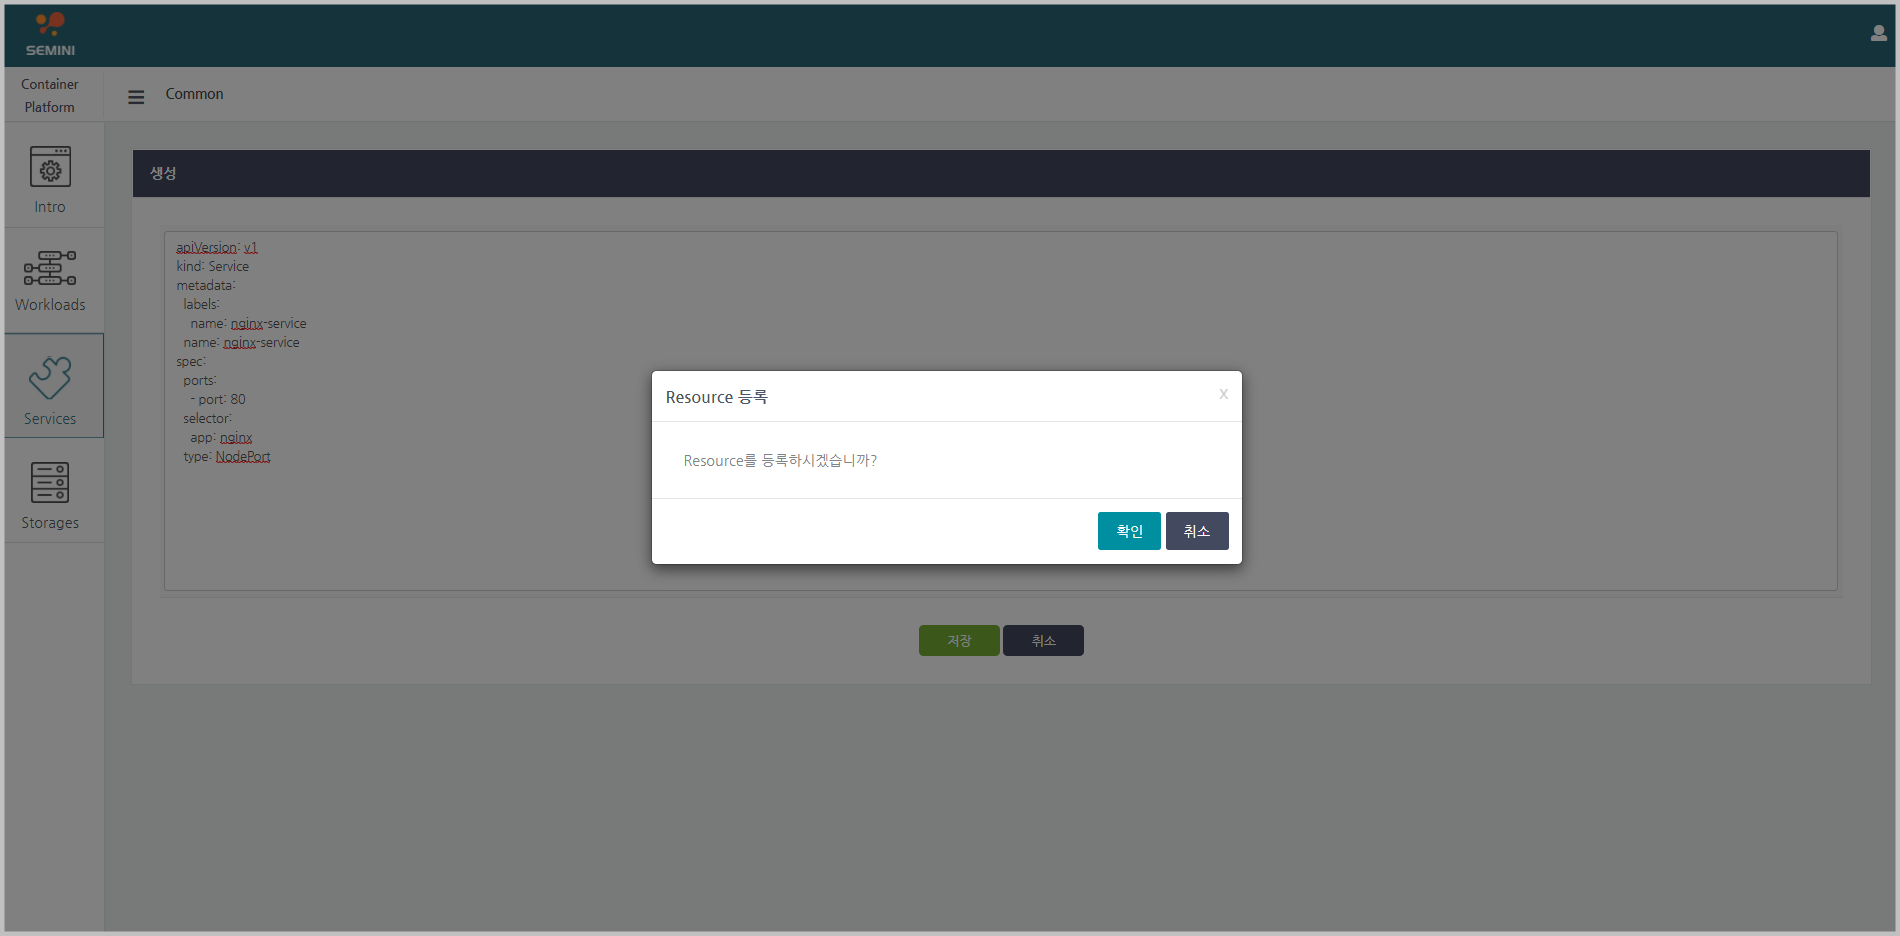 SEMINI
Container
Platform
Common
Intro
Workloads
Services
Storages
생성
apiVersion: v1
kind: Service
metadata:
  labels:
    name: nginx-service
  name: nginx-service
spec:
  ports:
    - port: 80
  selector:
    app: nginx
  type: NodePort
Resource 등록
X
Resource를 등록하시겠습니까?
확인 취소
저장 취소